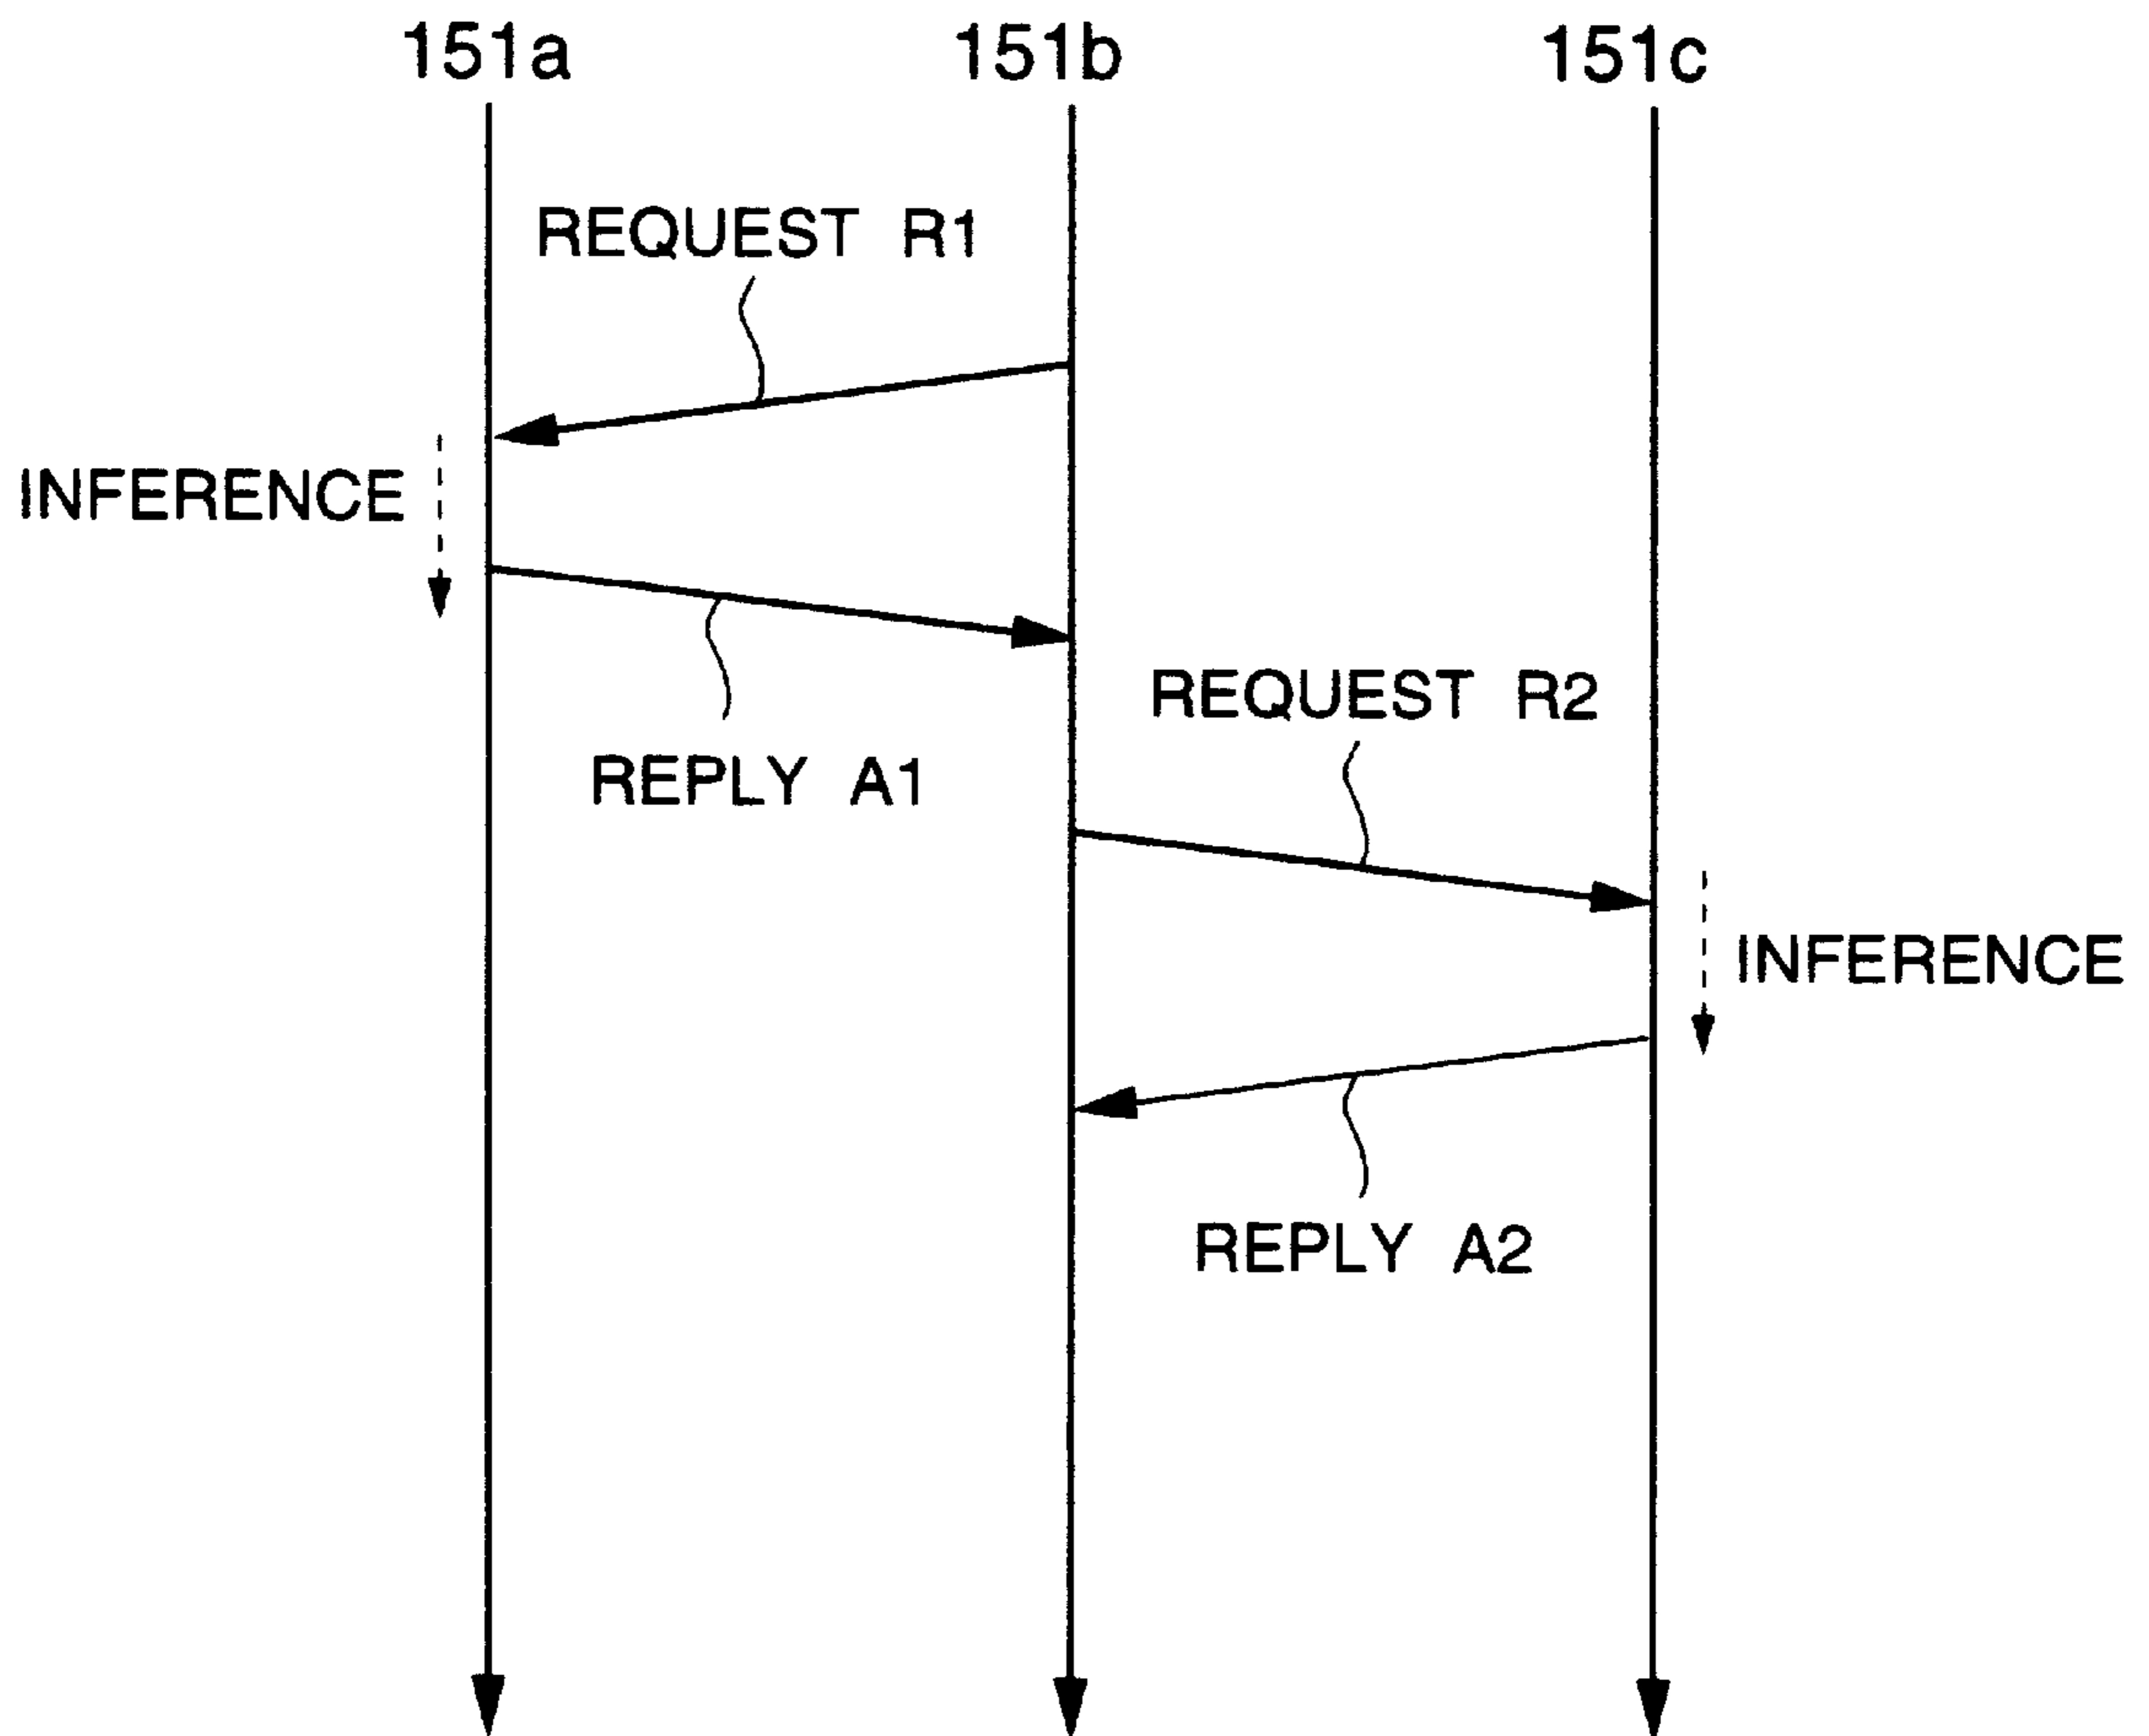 151a 151b 151c
REQUEST R1
INFERENCE
REPLY A1
REQUEST R2
INFERENCE
REPLY A2